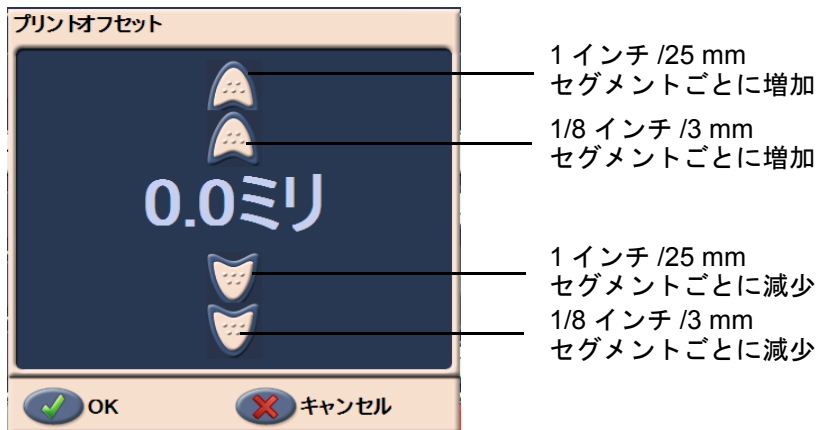 プリントオフセット
1 インチ /25 mm
セグメントごとに増加
1/8 インチ /3 mm
セグメントごとに増加
0.0ミリ
1 インチ /25 mm
セグメントごとに減少
1/8 インチ /3 mm
セグメントごとに減少
OK
キャンセル